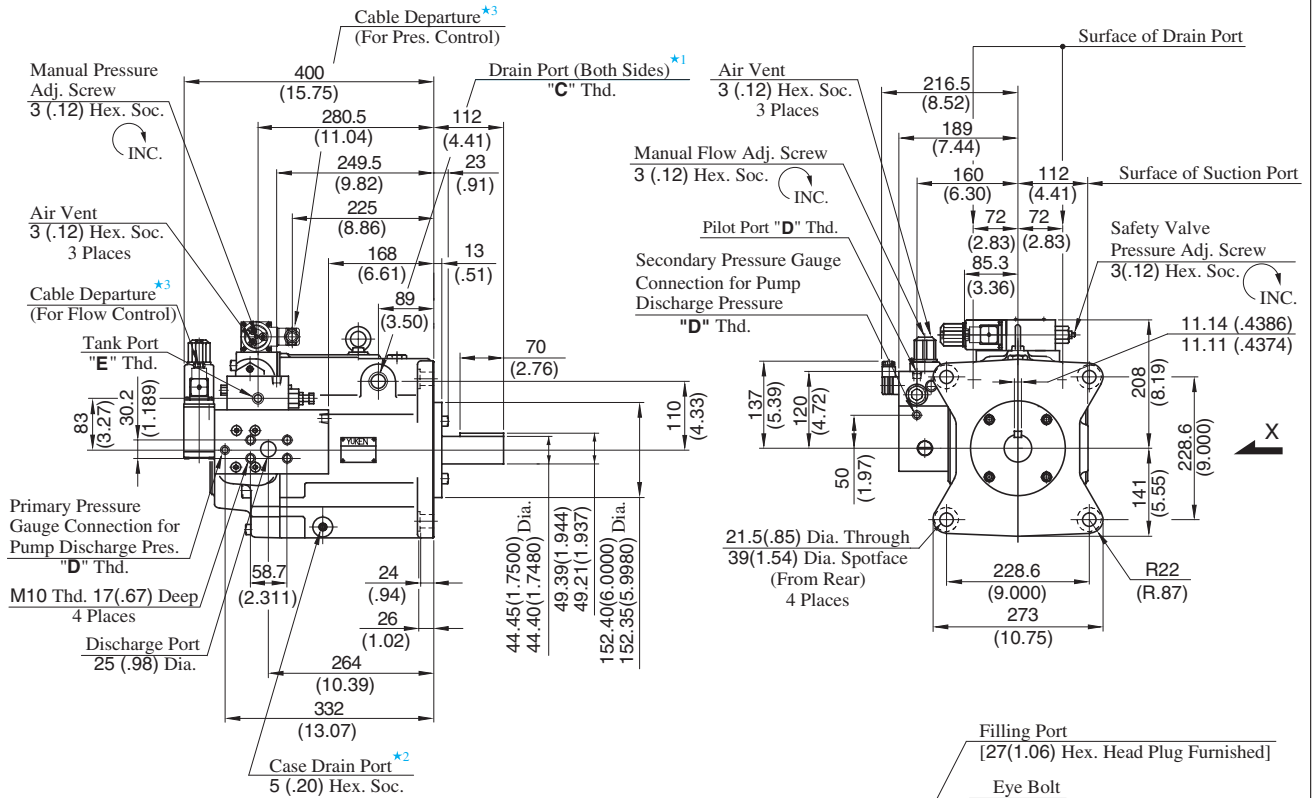 Cable Departure★3
(For Pres. Control)
Manual Pressure
Adj. Screw
3 (.12) Hex. Soc.
INC.
400
(15.75)
Drain Port (Both Sides)★1
"C" Thd.
280.5
(11.04)
112
(4.41)
249.5
(9.82)
23
(.91)
225
(8.86)
Air Vent
3 (.12) Hex. Soc.
3 Places
168
(6.61)
13
(.51)
89
(3.50)
Cable Departure★3
(For Flow Control)
Tank Port
"E" Thd.
70
(2.76)
83
(3.27)
30.2
(1.189)
110
(4.33)
YUKEN
Primary Pressure
Gauge Connection for
Pump Discharge Pres.
"D" Thd.
M10 Thd. 17(.67) Deep
4 Places
58.7
(2.311)
Discharge Port
25 (.98) Dia.
24
(.94)
26
(1.02)
264
(10.39)
332
(13.07)
44.45(1.7500) Dia.
44.40(1.7480)
49.39(1.944)
49.21(1.937)
152.40(6.0000) Dia.
152.35(5.9980)
Case Drain Port★2
5 (.20) Hex. Soc.
Surface of Drain Port
Air Vent
3 (.12) Hex. Soc.
3 Places
216.5
(8.52)
189
(7.44)
Manual Flow Adj. Screw
3 (.12) Hex. Soc.
INC.
160
(6.30)
112
(4.41)
Surface of Suction Port
Pilot Port "D" Thd.
72
(2.83)
72
(2.83)
Safety Valve
Pressure Adj. Screw
3(.12) Hex. Soc.
INC.
Secondary Pressure Gauge
Connection for Pump
Discharge Pressure
"D" Thd.
85.3
(3.36)
11.14 (.4386)
11.11 (.4374)
137
(5.39)
120
(4.72)
50
(1.97)
208
(8.19)
228.6
(9.000)
141
(5.55)
X
21.5(.85) Dia. Through
39(1.54) Dia. Spotface
(From Rear)
4 Places
228.6
(9.000)
273
(10.75)
R22
(R.87)
Filling Port
[27(1.06) Hex. Head Plug Furnished]
Eye Bolt